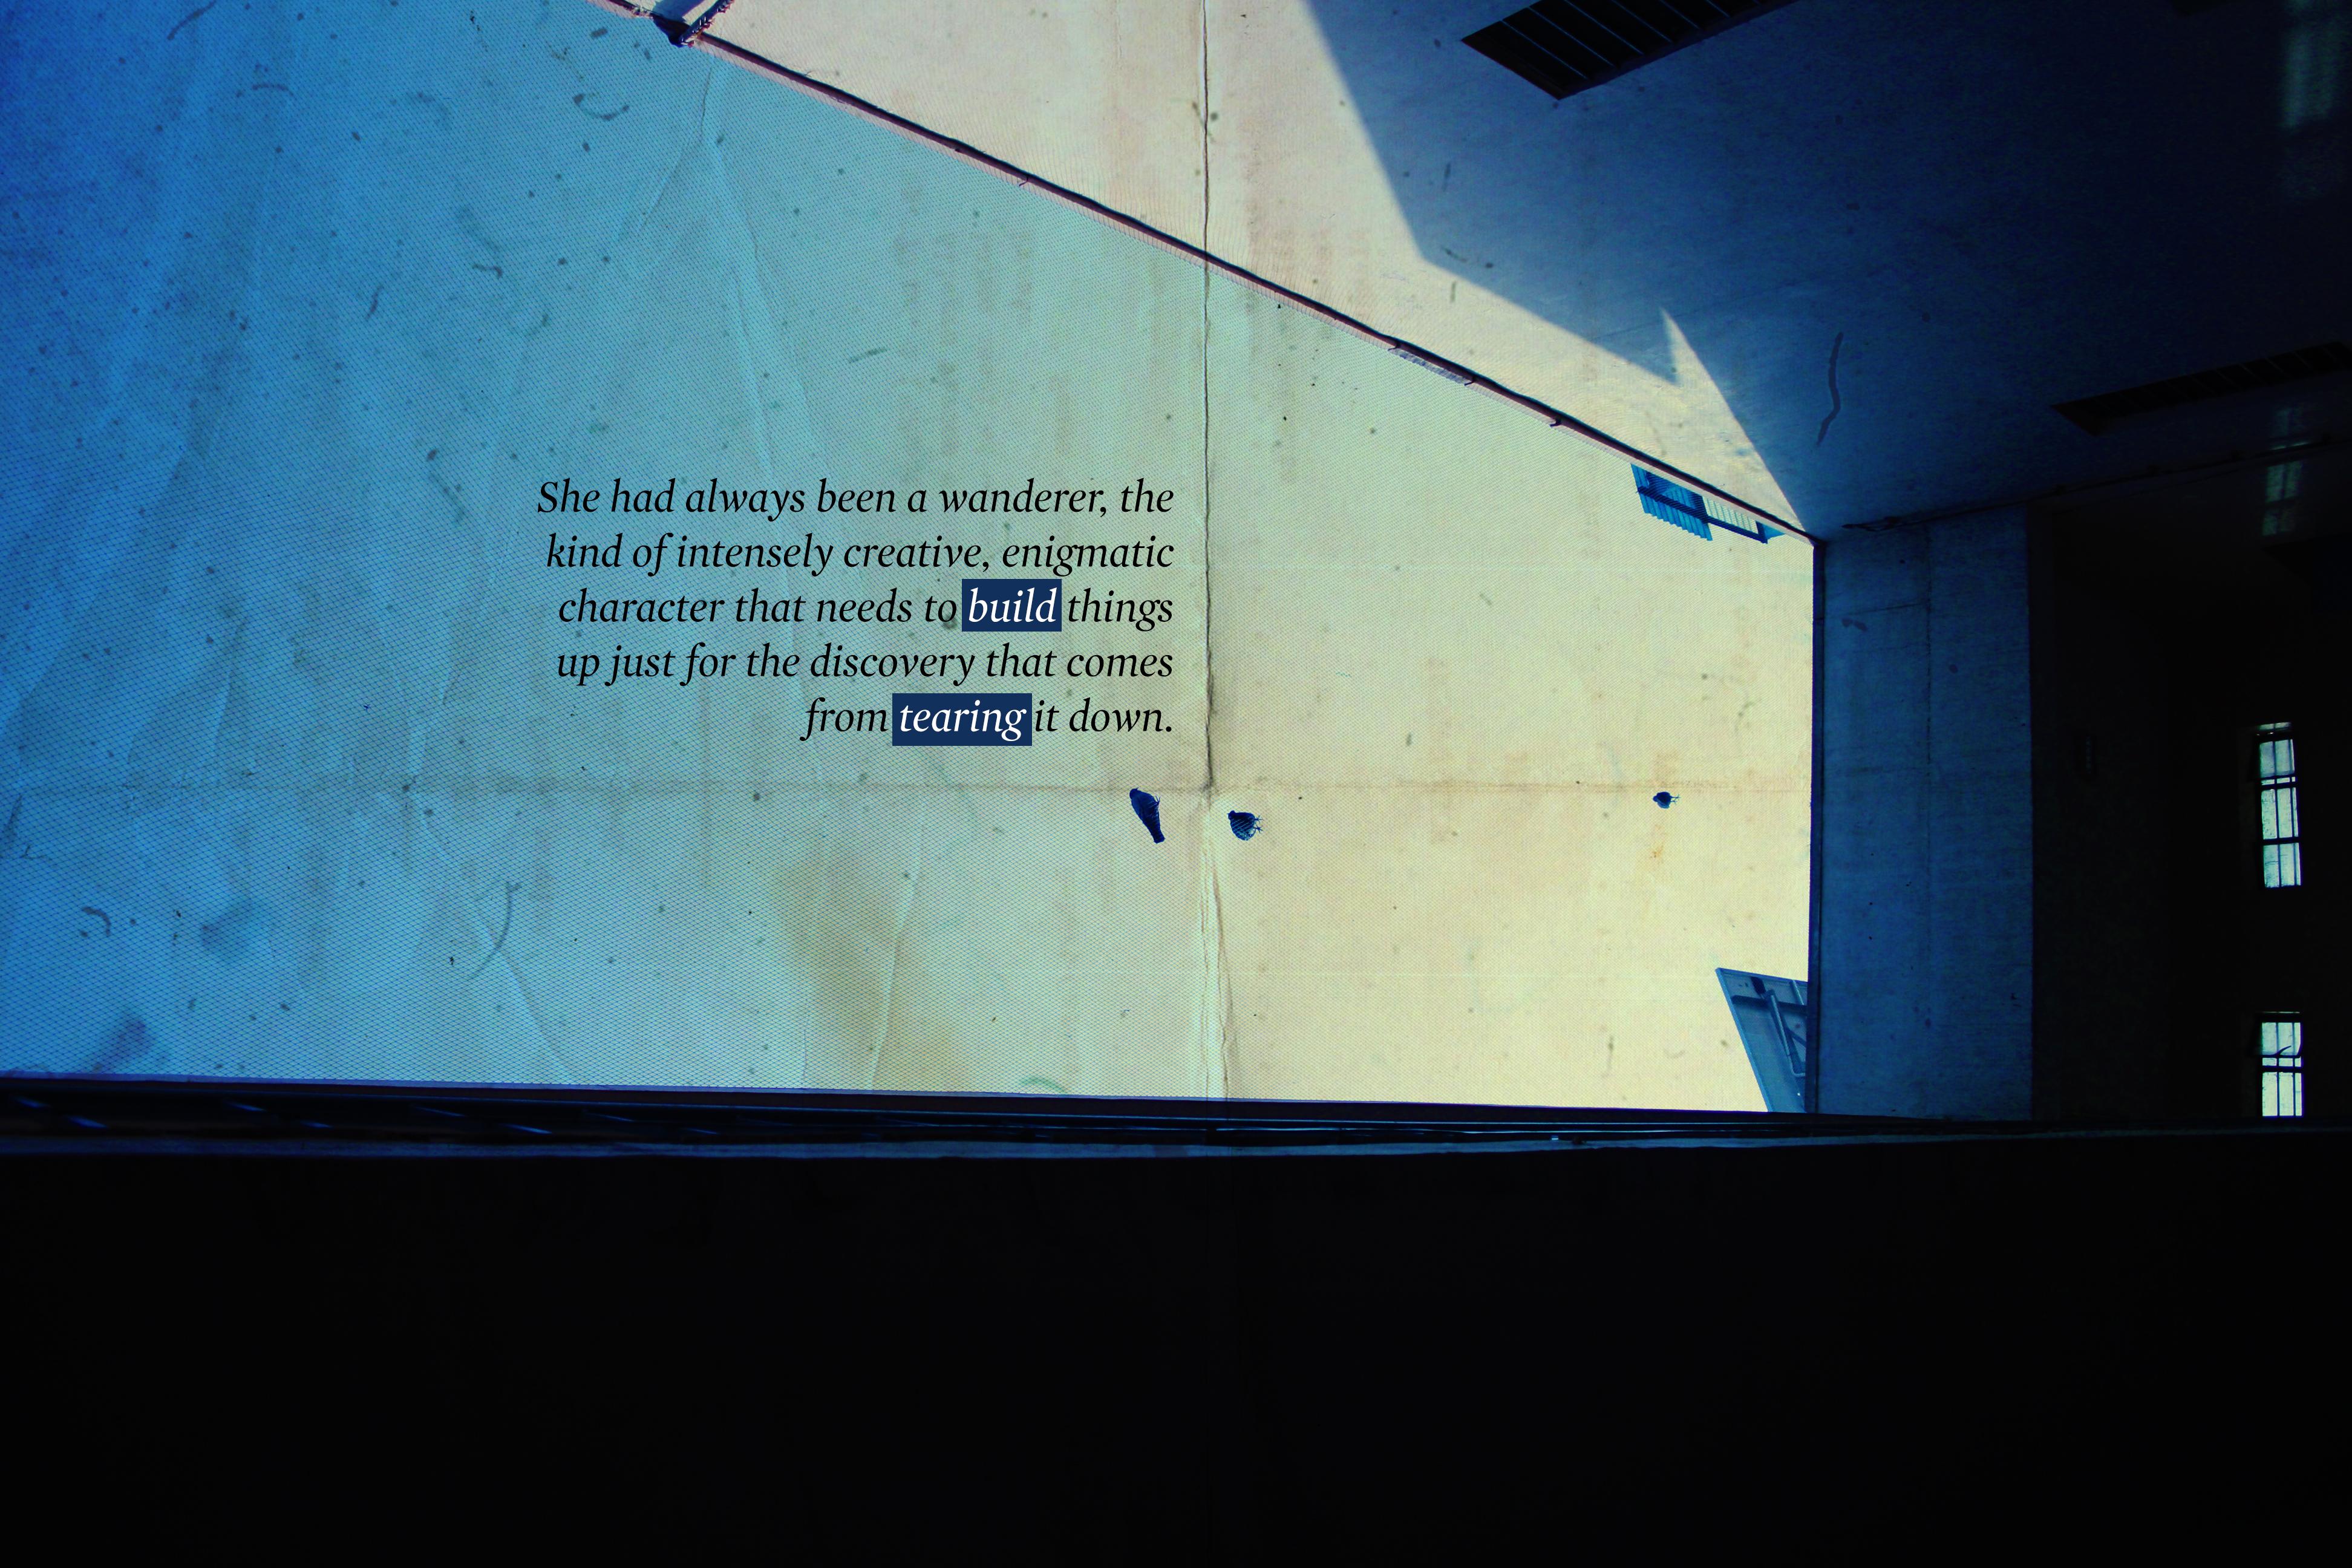 She had always been a wanderer, the
kind of intensely creative, enigmatic
character that needs to build things
up just for the discovery that comes
from tearing it down.